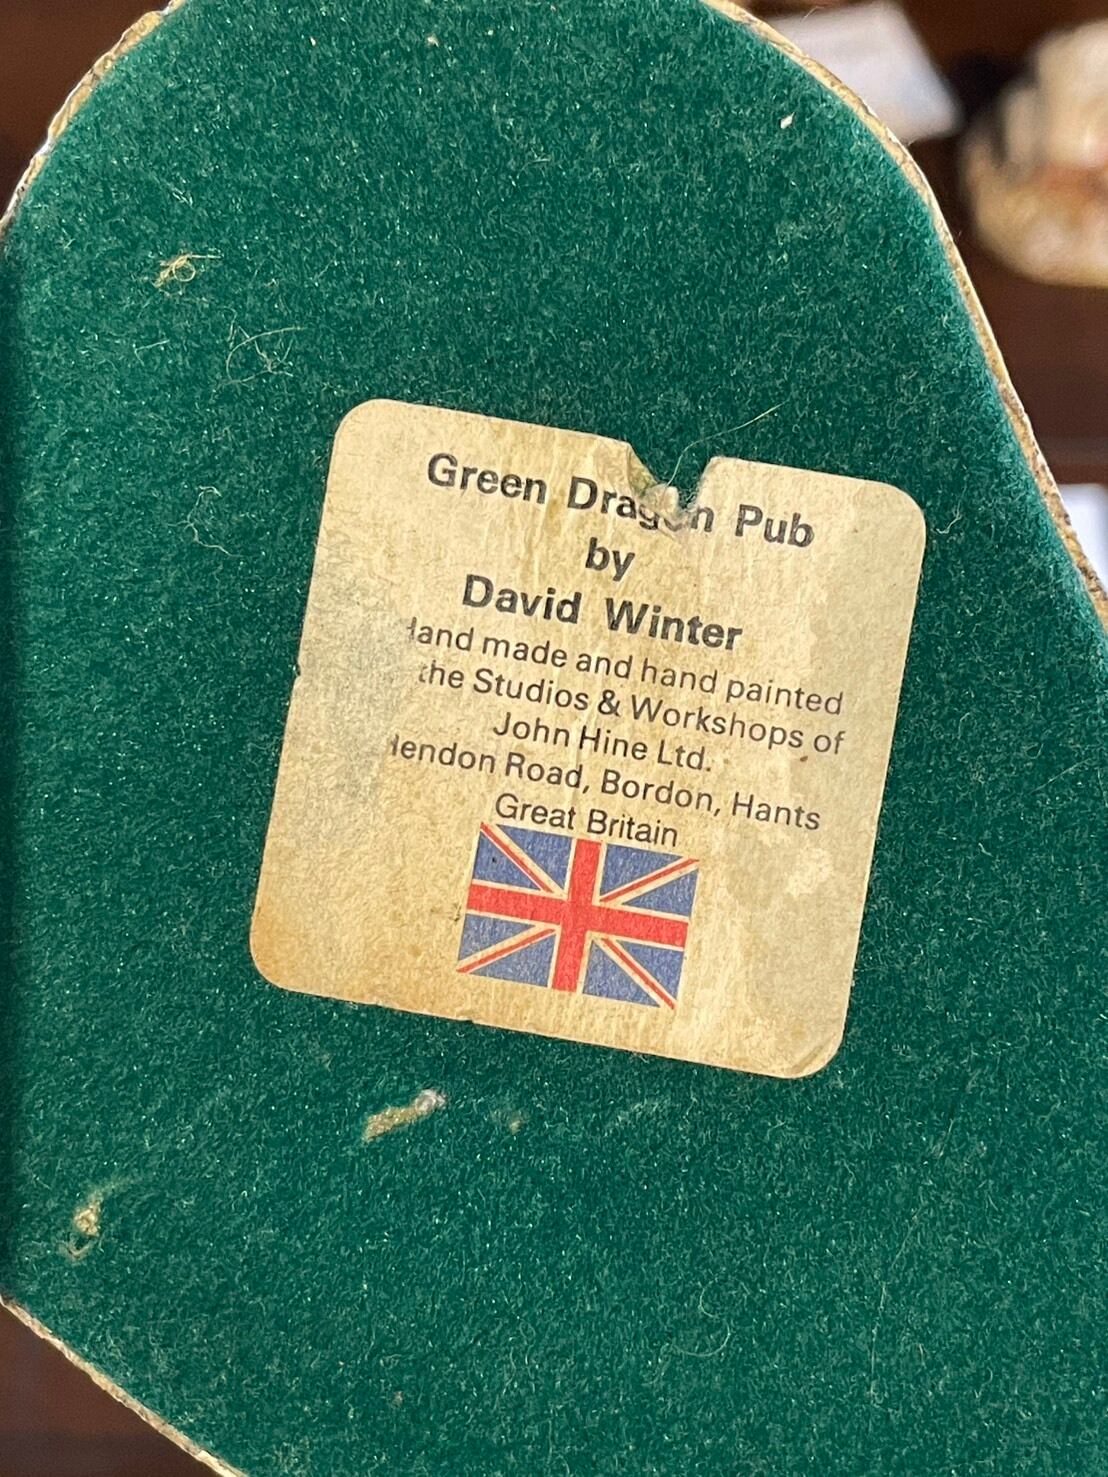 Green Dragon Pub
by
David Winter
Hand made and hand painted
the Studios & Workshops of
John Hine Ltd.
Hendon Road, Bordon, Hants
Great Britain